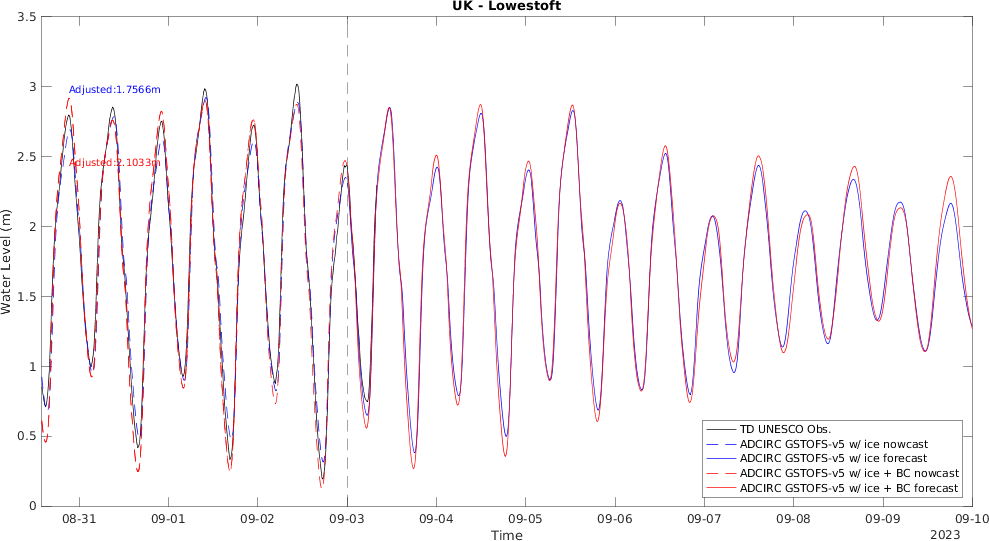 UK - Lowestoft
3.5
3
2.5
2
1.5
1
0.5
0
Water Level (m)
Adjusted:1.7566m
Adjusted:2.1033m
TD UNESCO Obs.
ADCIRC GSTOFS-v5 w/ ice nowcast
ADCIRC GSTOFS-v5 w/ ice forecast
ADCIRC GSTOFS-v5 w/ ice + BC nowcast
ADCIRC GSTOFS-v5 w/ ice + BC forecast
08-31 09-01 09-02 09-03 09-04 09-05 09-06 09-07 09-08 09-09 09-10
Time
2023